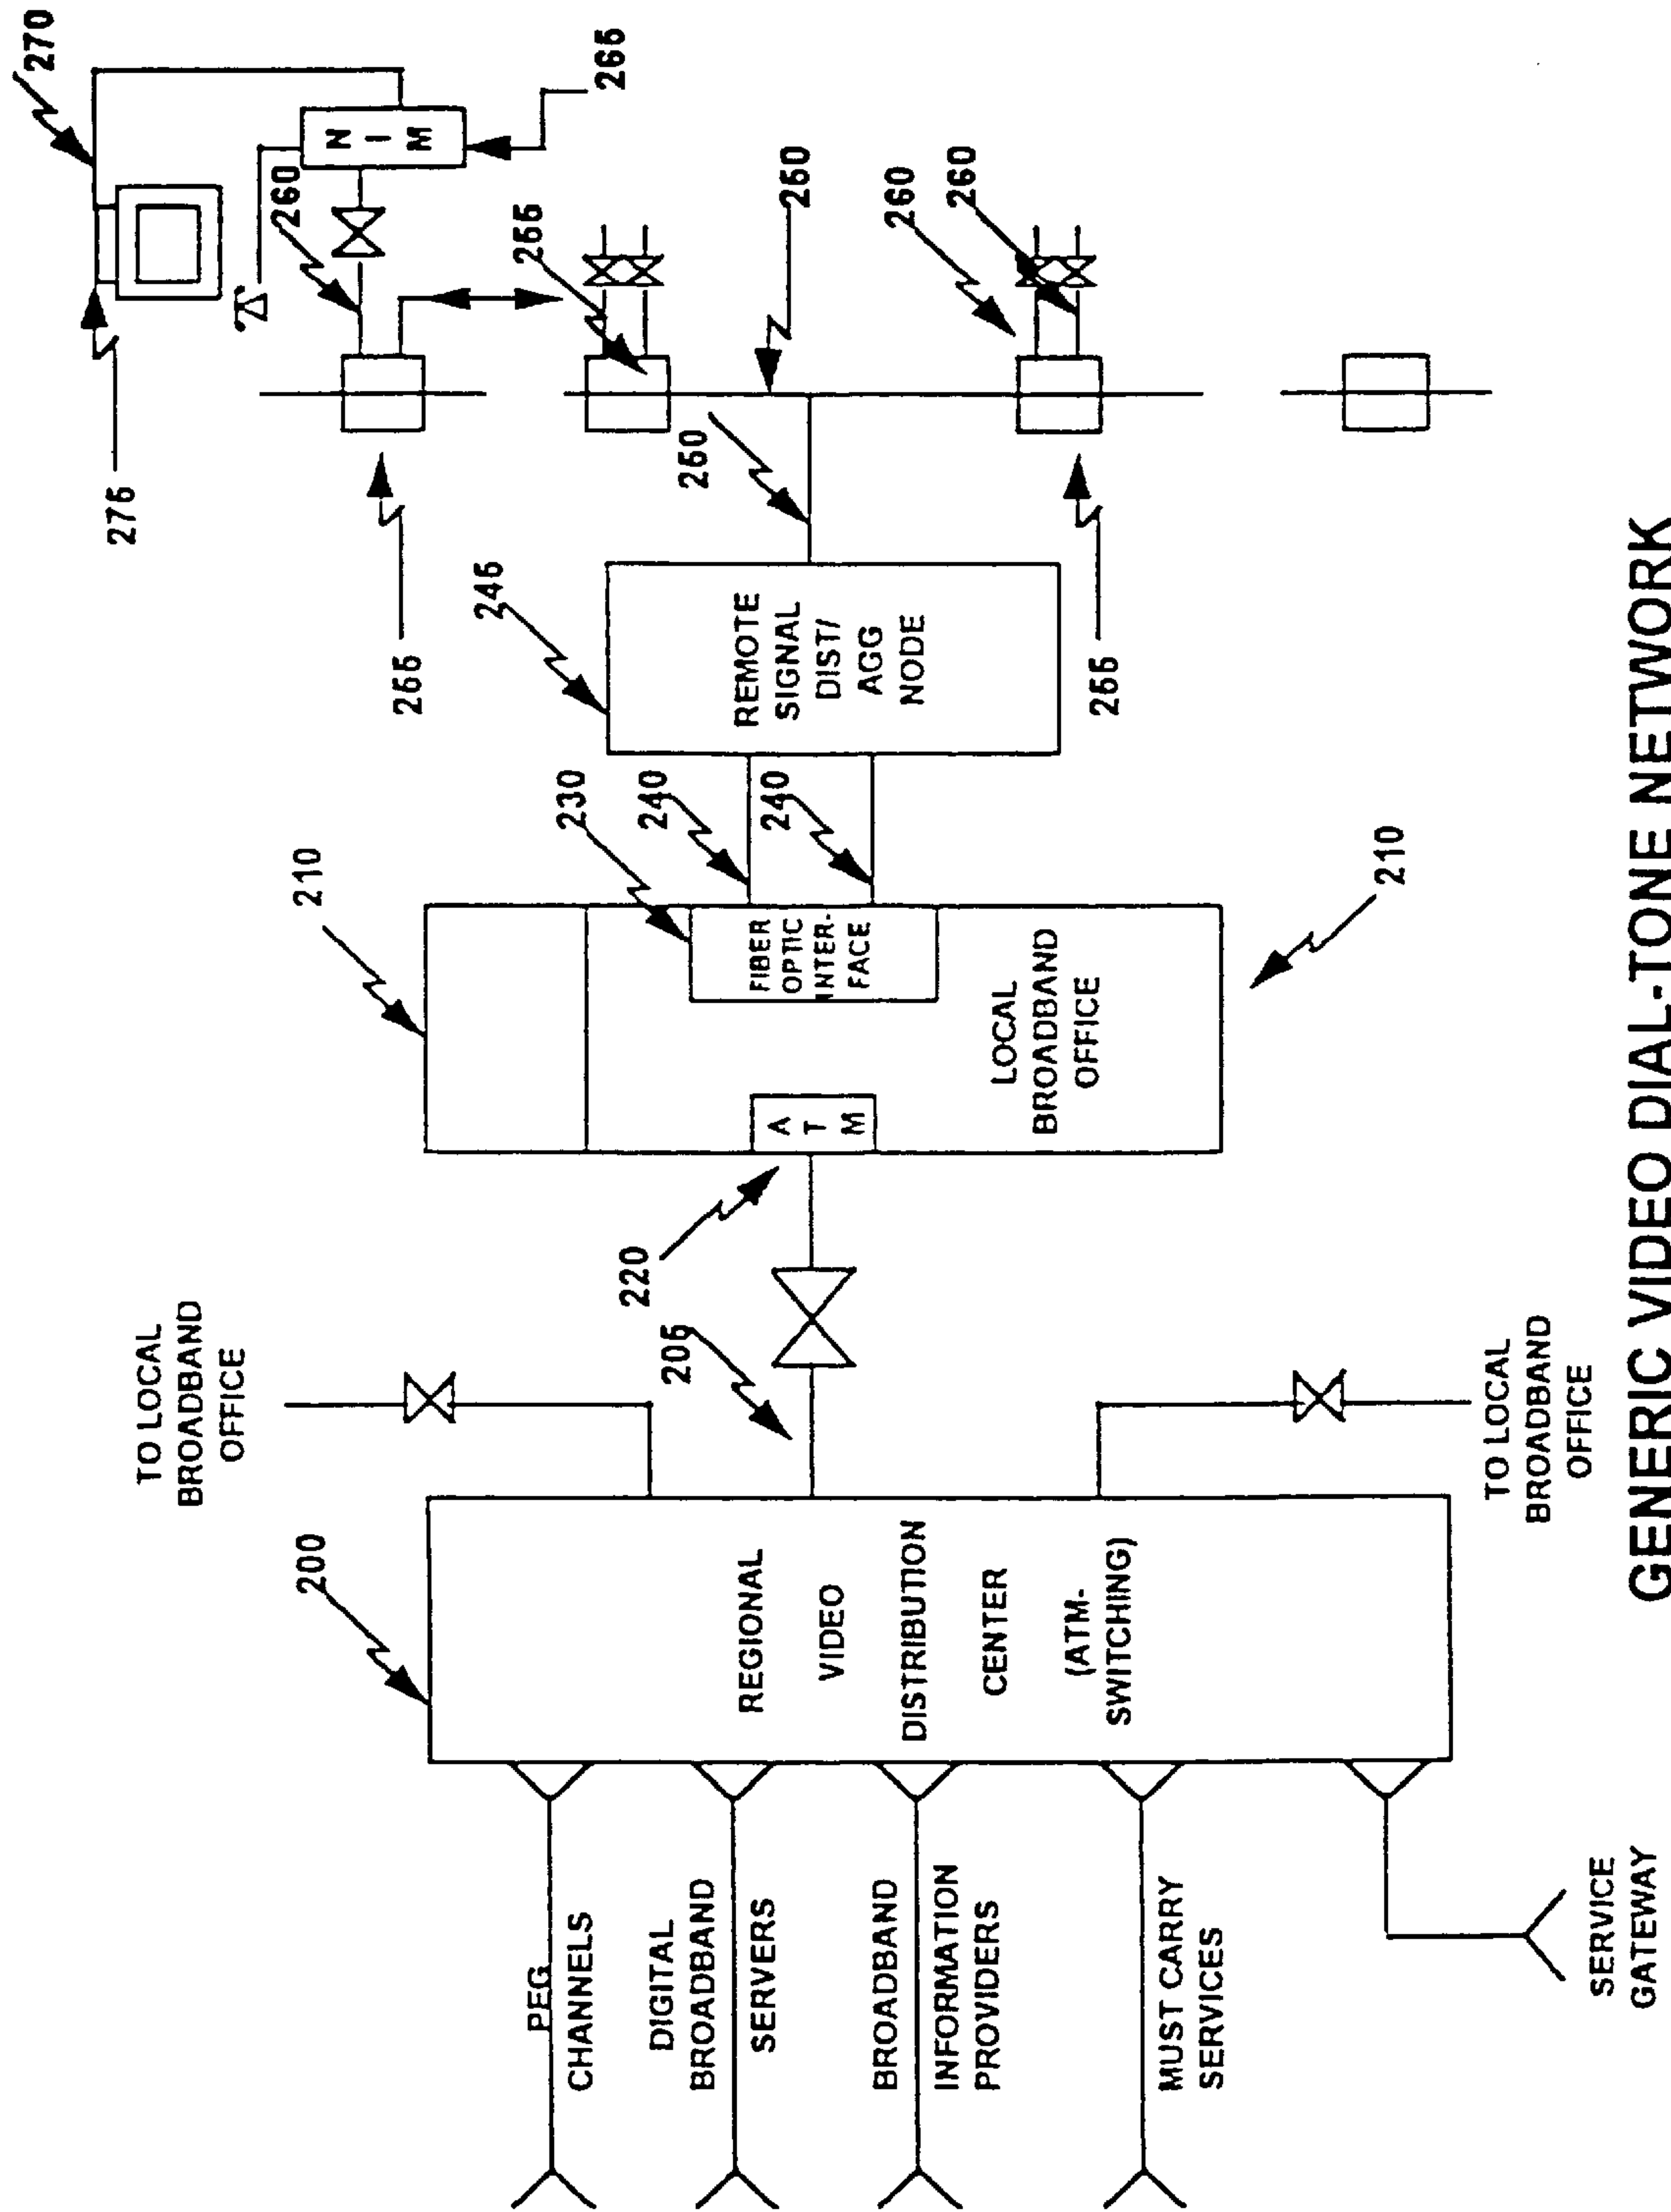 270
276
265
260
255
TO LOCAL
BROADBAND
OFFICE
200
210
255
245
230
240
240
250
250
260
260
255
220
205
210
PEG
CHANNELS
DIGITAL
BROADBAND
SERVERS
BROADBAND
INFORMATION
PROVIDERS
MUST CARRY
SERVICES
SERVICE
GATEWAY
REGIONAL
VIDEO
DISTRIBUTION
CENTER
(ATM-
SWITCHING)
TO LOCAL
BROADBAND
OFFICE
A
T
M
FIBER
OPTIC
INTER-
FACE
LOCAL
BROADBAND
OFFICE
REMOTE
SIGNAL
DIST/
AGG
NODE
N
I
M
GENERIC VIDEO DIAL-TONE NETWORK